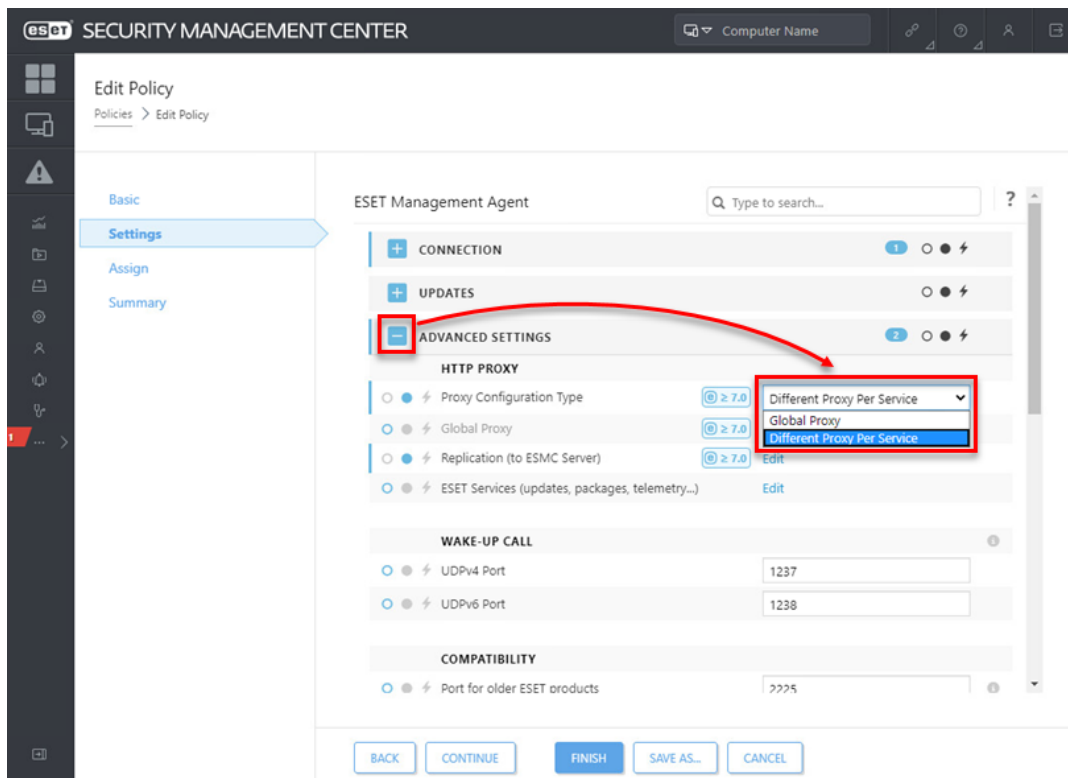 eset SECURITY MANAGEMENT CENTER
Computer Name
Edit Policy
Policies > Edit Policy
Basic
Settings
Assign
Summary
ESET Management Agent
Type to search...
?
CONNECTION 1
UPDATES
ADVANCED SETTINGS 2
HTTP PROXY
Proxy Configuration Type ≥ 7.0 Different Proxy Per Service
Global Proxy
Different Proxy Per Service
Global Proxy ≥ 7.0
Replication (to ESMC Server) ≥ 7.0 Edit
ESET Services (updates, packages, telemetry...) Edit
WAKE-UP CALL
UDPv4 Port 1237
UDPv6 Port 1238
COMPATIBILITY
Port for older ESET products 2225
1 ...
BACK CONTINUE FINISH SAVE AS... CANCEL